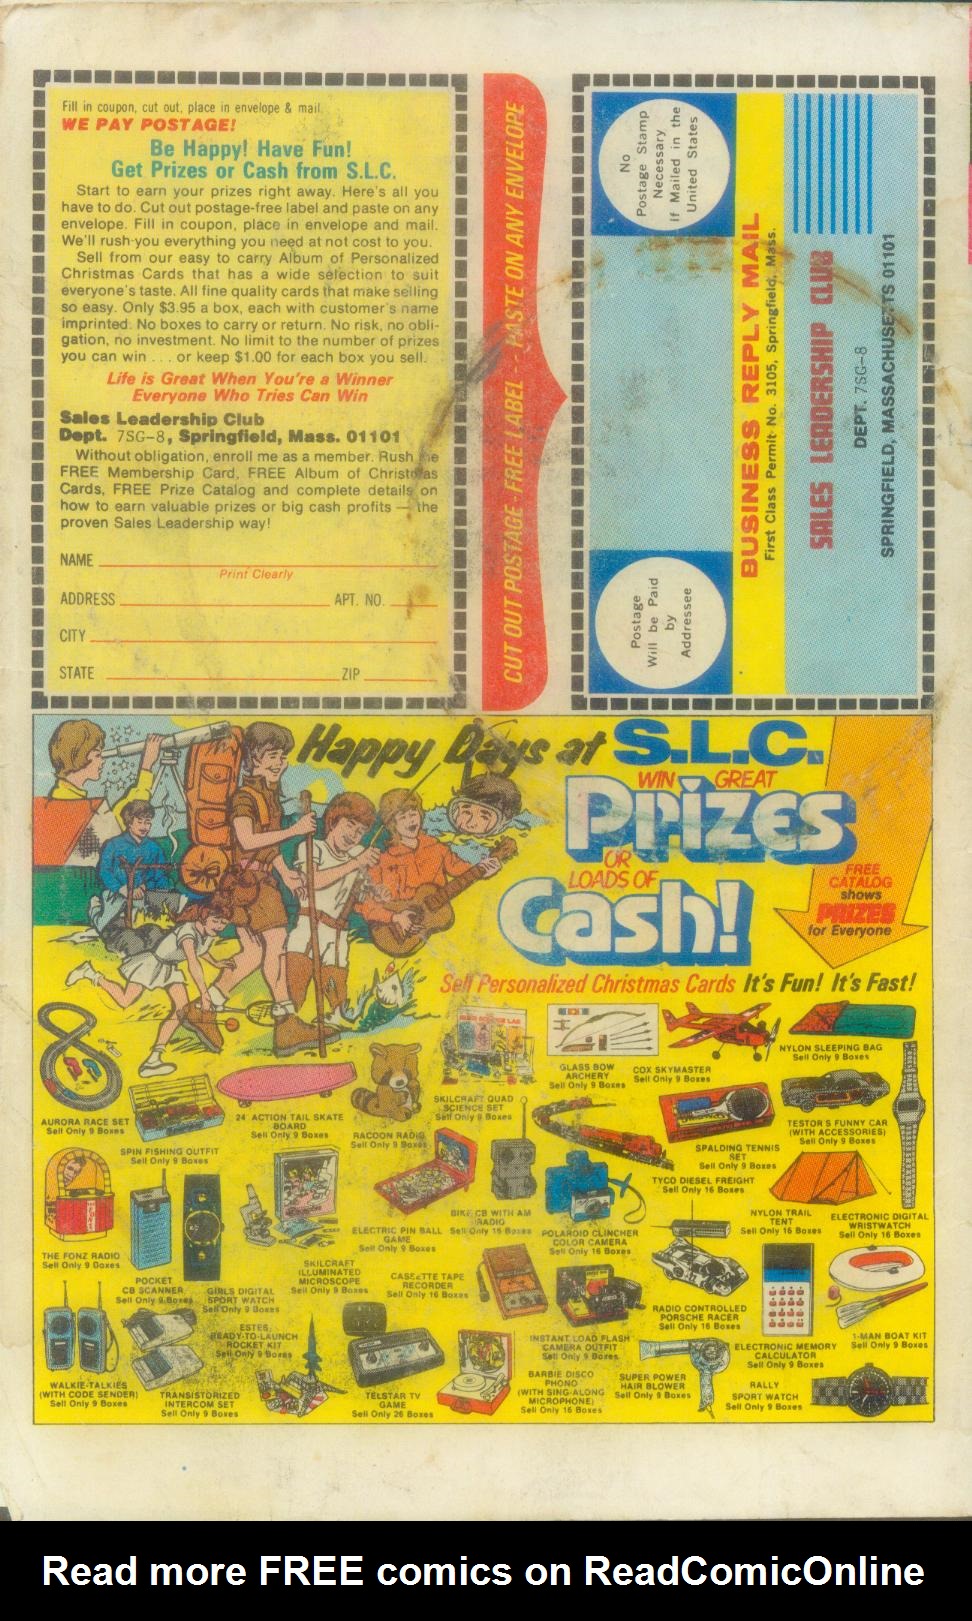 Fill in coupon, cut out, place in envelope & mail.
WE PAY POSTAGE!
Be Happy! Have Fun!
Get Prizes or Cash from S.L.C.
Start to earn your prizes right away. Here's all you
have to do. Cut out postage-free label and paste on any
envelope. Fill in coupon, place in envelope and mail.
We'll rush you everything you need at not cost to you.
Sell from our easy to carry Album of Personalized
Christmas Cards that has a wide selection to suit
everyone's taste. All fine quality cards that make selling
so easy. Only $3.95 a box, each with customer's name
imprinted. No boxes to carry or return. No risk, no obli-
gation, no investment. No limit to the number of prizes
you can win . . . or keep $1.00 for each box you sell.
Life is Great When You're a Winner
Everyone Who Tries Can Win
Sales Leadership Club
Dept. 7SG-8, Springfield, Mass. 01101
Without obligation, enroll me as a member. Rush me
FREE Membership Card, FREE Album of Christmas
Cards, FREE Prize Catalog and complete details on
how to earn valuable prizes or big cash profits — the
proven Sales Leadership way!
NAME
Print Clearly
ADDRESS APT. NO.
CITY
STATE ZIP
CUT OUT POSTAGE-FREE LABEL - PASTE ON ANY ENVELOPE
No
Postage Stamp
Necessary
If Mailed in the
United States
Postage
Will be Paid
by
Addressee
BUSINESS REPLY MAIL
First Class Permit No. 3105, Springfield, Mass.
SALES LEADERSHIP CLUB
DEPT. 7SG-8
SPRINGFIELD, MASSACHUSETTS 01101
Happy Days at S.L.C.
WIN GREAT
Prizes
OR
LOADS OF
Cash!
FREE
CATALOG
shows
PRIZES
for Everyone
Sell Personalized Christmas Cards It's Fun! It's Fast!
AURORA RACE SET
Sell Only 9 Boxes
SPIN FISHING OUTFIT
Sell Only 9 Boxes
24" ACTION TAIL SKATE
BOARD
Sell Only 9 Boxes
RACOON RADIO
Sell Only 9 Boxes
SKILCRAFT QUAD
SCIENCE SET
Sell Only 9 Boxes
GLASS BOW
ARCHERY
Sell Only 9 Boxes
COX SKYMASTER
Sell Only 9 Boxes
NYLON SLEEPING BAG
Sell Only 9 Boxes
TESTOR'S FUNNY CAR
(WITH ACCESSORIES)
Sell Only 9 Boxes
SPALDING TENNIS
SET
Sell Only 9 Boxes
TYCO DIESEL FREIGHT
Sell Only 16 Boxes
NYLON TRAIL
TENT
Sell Only 16 Boxes
ELECTRONIC DIGITAL
WRISTWATCH
Sell Only 16 Boxes
THE FONZ RADIO
Sell Only 9 Boxes
POCKET
CB SCANNER
Sell Only 9 Boxes
GIRLS DIGITAL
SPORT WATCH
Sell Only 9 Boxes
SKILCRAFT
ILLUMINATED
MICROSCOPE
Sell Only 9 Boxes
ELECTRIC PIN BALL
GAME
Sell Only 9 Boxes
BIKE CB WITH AM
RADIO
Sell Only 16 Boxes
POLAROID CLINCHER
COLOR CAMERA
Sell Only 16 Boxes
CASETTE TAPE
RECORDER
Sell Only 16 Boxes
RADIO CONTROLLED
PORSCHE RACER
Sell Only 16 Boxes
1-MAN BOAT KIT
Sell Only 9 Boxes
WALKIE-TALKIES
(WITH CODE SENDER)
Sell Only 9 Boxes
TRANSISTORIZED
INTERCOM SET
Sell Only 9 Boxes
ESTES
READY-TO-LAUNCH
ROCKET KIT
Sell Only 9 Boxes
TELSTAR TV
GAME
Sell Only 26 Boxes
INSTANT LOAD FLASH
CAMERA OUTFIT
Sell Only 9 Boxes
BARBIE DISCO
PHONO
(WITH SING-ALONG
MICROPHONE)
Sell Only 16 Boxes
SUPER POWER
HAIR BLOWER
Sell Only 9 Boxes
ELECTRONIC MEMORY
CALCULATOR
Sell Only 9 Boxes
RALLY
SPORT WATCH
Sell Only 9 Boxes
Read more FREE comics on ReadComicOnline